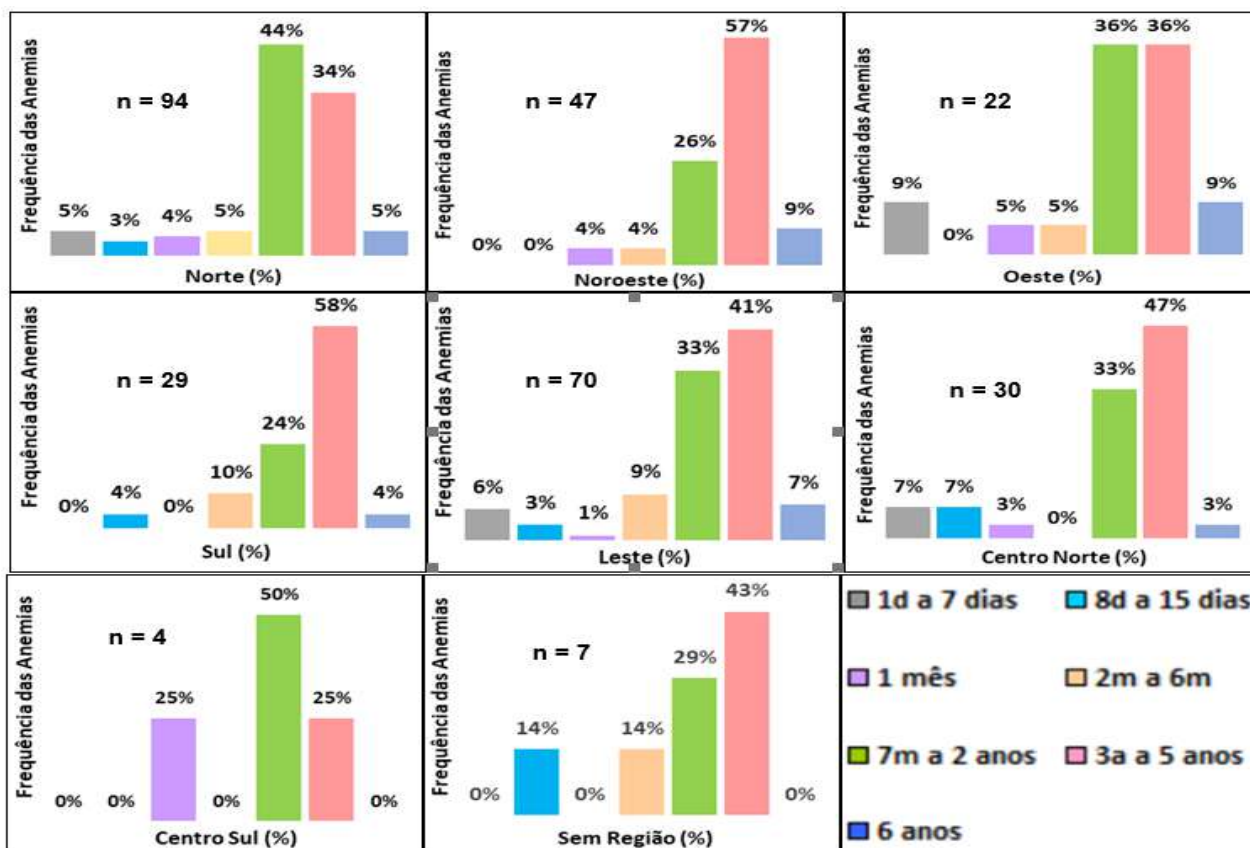 Frequência das Anemias
n = 94
5%
3%
4%
5%
44%
34%
5%
Norte (%)
Frequência das Anemias
n = 47
0%
0%
4%
4%
26%
57%
9%
Noroeste (%)
Frequência das Anemias
n = 22
9%
0%
5%
5%
36%
36%
9%
Oeste (%)
Frequência das Anemias
n = 29
0%
4%
0%
10%
24%
58%
4%
Sul (%)
Frequência das Anemias
n = 70
6%
3%
1%
9%
33%
41%
7%
Leste (%)
Frequência das Anemias
n = 30
7%
7%
3%
0%
33%
47%
3%
Centro Norte (%)
Frequência das Anemias
n = 4
0%
0%
25%
0%
50%
25%
0%
Centro Sul (%)
Frequência das Anemias
n = 7
0%
14%
0%
14%
29%
43%
0%
Sem Região (%)
1d a 7 dias
8d a 15 dias
1 mês
2m a 6m
7m a 2 anos
3a a 5 anos
6 anos